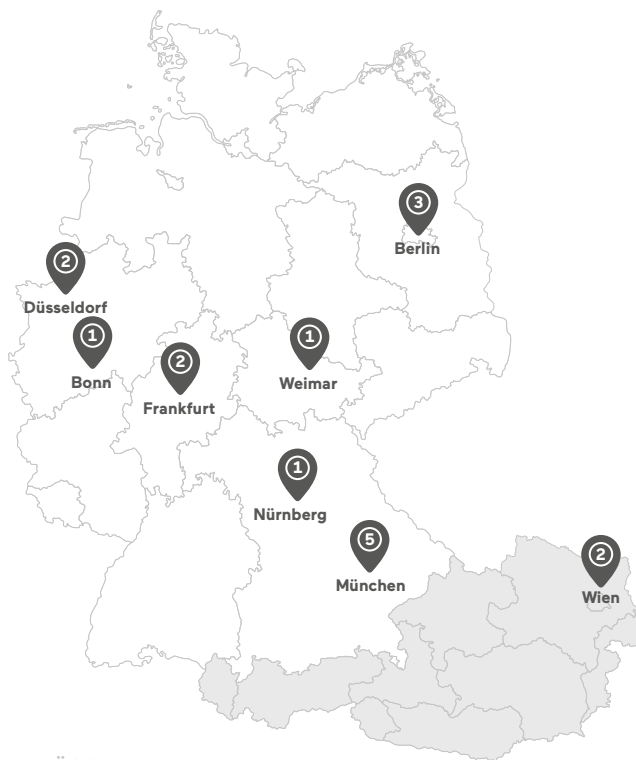 3
Berlin
2
Düsseldorf
1
Bonn
2
Frankfurt
1
Weimar
1
Nürnberg
5
München
2
Wien